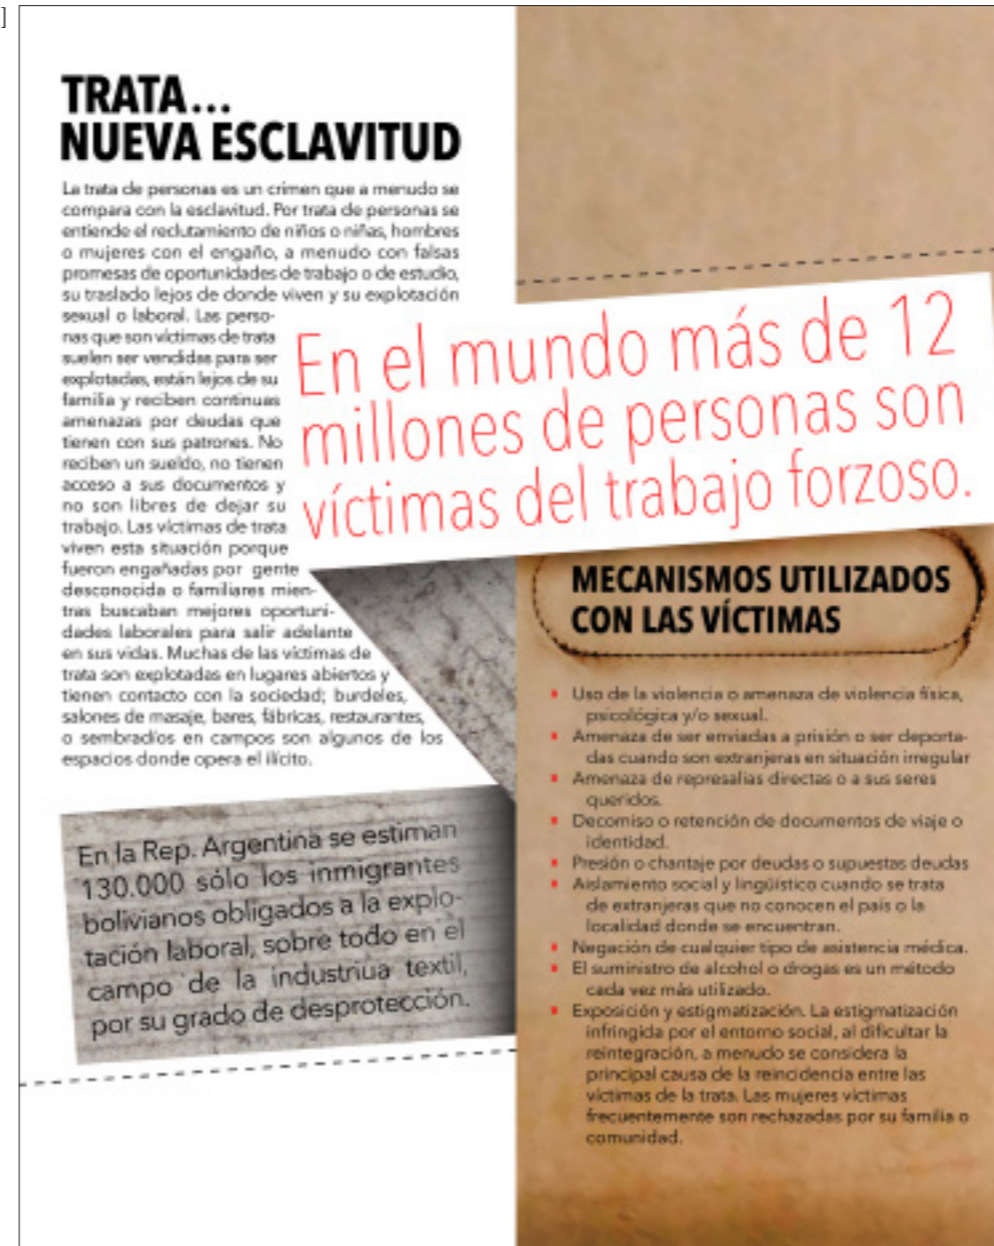 ]
TRATA...
NUEVA ESCLAVITUD
La trata de personas es un crimen que a menudo se
compara con la esclavitud. Por trata de personas se
entiende el reclutamiento de niños o niñas, hombres
o mujeres con el engaño, a menudo con falsas
promesas de oportunidades de trabajo o de estudio,
su traslado lejos de donde viven y su explotación
sexual o laboral. Las perso-
nas que son víctimas de trata
suelen ser vendidas para ser
explotadas, están lejos de su
familia y reciben continuas
amenazas por deudas que
tienen con sus patrones. No
reciben un sueldo, no tienen
acceso a sus documentos y
no son libres de dejar su
trabajo. Las víctimas de trata
viven esta situación porque
fueron engañadas por gente
desconocida o familiares mien-
tras buscaban mejores oportuni-
dades laborales para salir adelante
en sus vidas. Muchas de las víctimas de
trata son explotadas en lugares abiertos y
tienen contacto con la sociedad; burdeles,
salones de masaje, bares, fábricas, restaurantes,
o sembradíos en campos son algunos de los
espacios donde opera el ilícito.
En la Rep. Argentina se estiman
130.000 sólo los inmigrantes
bolivianos obligados a la explo-
tación laboral, sobre todo en el
campo de la industriua textil,
por su grado de desprotección.
En el mundo más de 12
millones de personas son
víctimas del trabajo forzoso.
MECANISMOS UTILIZADOS
CON LAS VÍCTIMAS
Uso de la violencia o amenaza de violencia física,
psicológica y/o sexual.
Amenaza de ser enviadas a prisión o ser deporta-
das cuando son extranjeras en situación irregular
Amenaza de represalias directas o a sus seres
queridos.
Decomiso o retención de documentos de viaje o
identidad.
Presión o chantaje por deudas o supuestas deudas
Aislamiento social y lingüístico cuando se trata
de extranjeras que no conocen el país o la
localidad donde se encuentran.
Negación de cualquier tipo de asistencia médica.
El suministro de alcohol o drogas es un método
cada vez más utilizado.
Exposición y estigmatización. La estigmatización
infringida por el entorno social, al dificultar la
reintegración, a menudo se considera la
principal causa de la reincidencia entre las
víctimas de la trata. Las mujeres víctimas
frecuentemente son rechazadas por su familia o
comunidad.